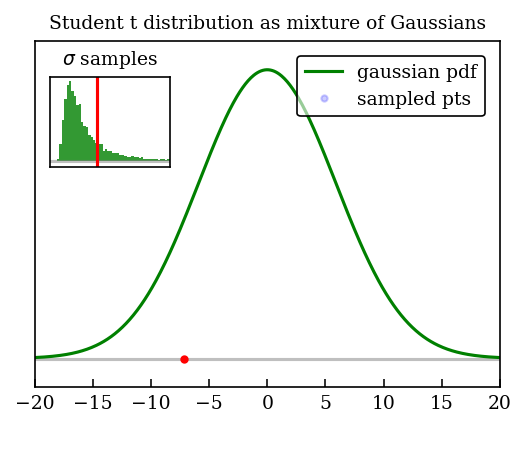 Student t distribution as mixture of Gaussians
σ samples
gaussian pdf
sampled pts
−20 −15 −10 −5 0 5 10 15 20